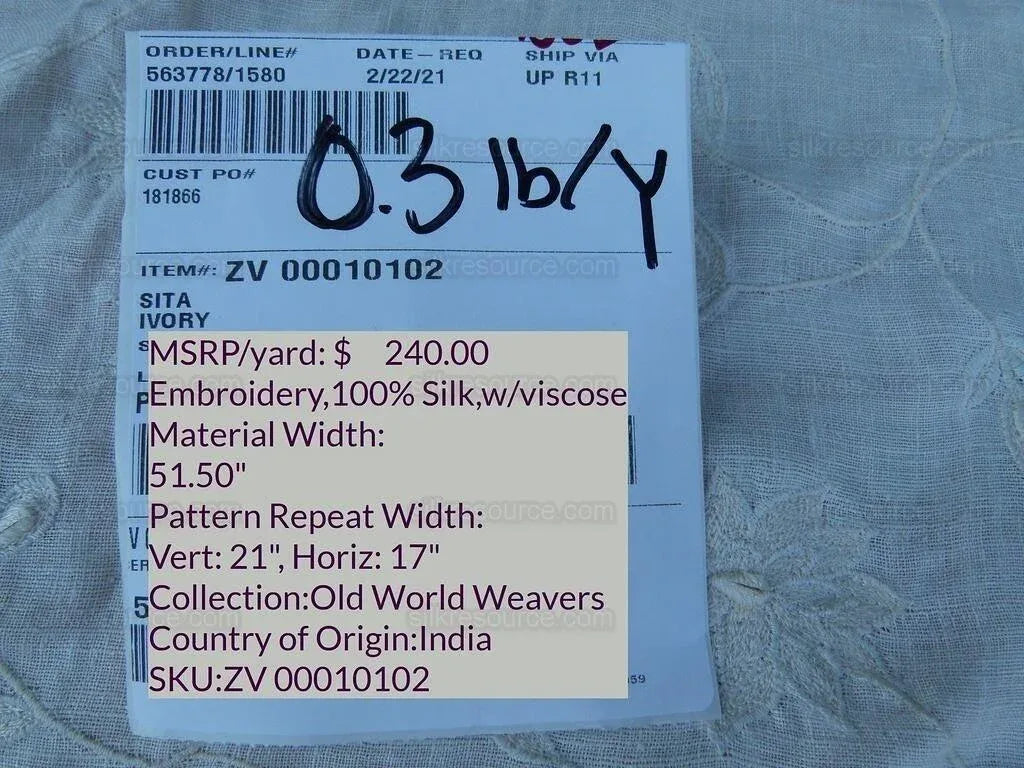 ORDER/LINE# DATE – REQ SHIP VIA
563778/1580 2/22/21 UP R11
0.3 lb/y
CUST PO#
181866
ITEM#: ZV 00010102
SITA
IVORY
MSRP/yard: $ 240.00
Embroidery,100% Silk,w/viscose
Material Width:
51.50"
Pattern Repeat Width:
Vert: 21", Horiz: 17"
Collection:Old World Weavers
Country of Origin:India
SKU:ZV 00010102
silkresource.com